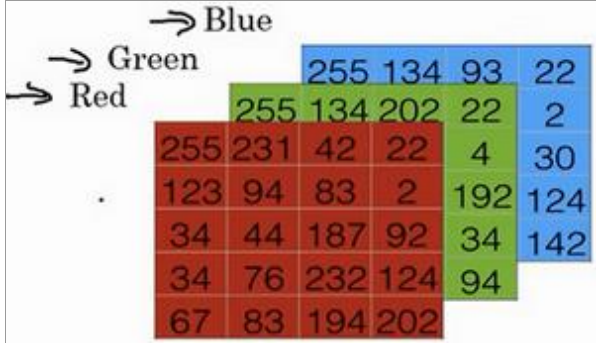 Blue
Green
Red
255 134 93 22
255 134 202 22 2
255 231 42 22 4 30
123 94 83 2 192 124
34 44 187 92 34 142
34 76 232 124 94
67 83 194 202